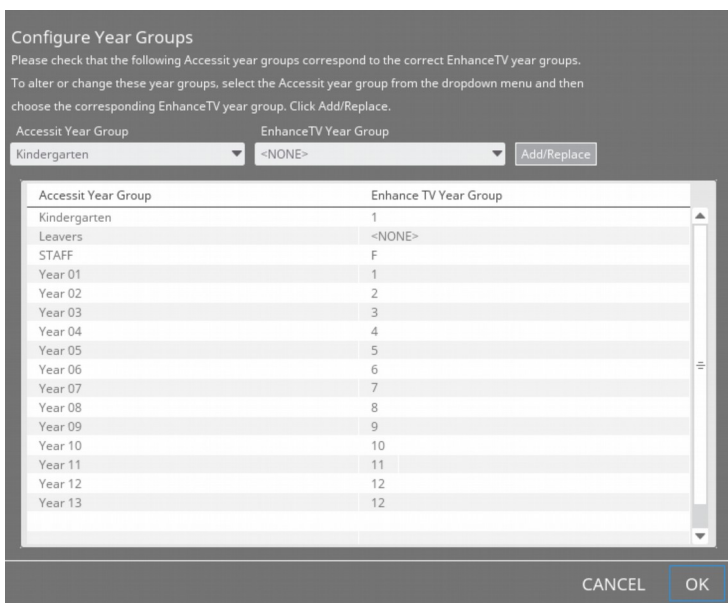 Configure Year Groups
Please check that the following Accessit year groups correspond to the correct EnhanceTV year groups.
To alter or change these year groups, select the Accessit year group from the dropdown menu and then
choose the corresponding EnhanceTV year group. Click Add/Replace.
Accessit Year Group EnhanceTV Year Group
Kindergarten <NONE> Add/Replace
Accessit Year Group Enhance TV Year Group
Kindergarten 1
Leavers <NONE>
STAFF F
Year 01 1
Year 02 2
Year 03 3
Year 04 4
Year 05 5
Year 06 6
Year 07 7
Year 08 8
Year 09 9
Year 10 10
Year 11 11
Year 12 12
Year 13 12
CANCEL OK